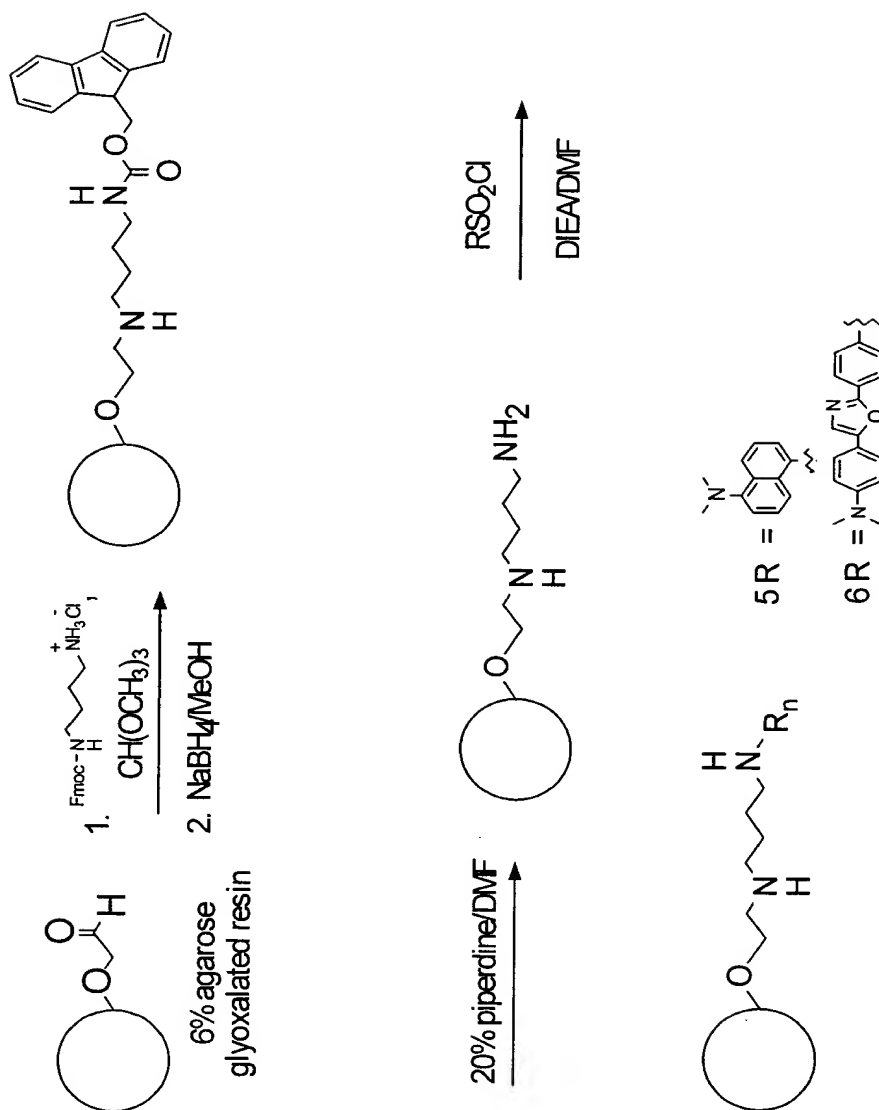 O
H
O
6% agarose
glyoxalated resin
1. Fmoc-N H + NH3Cl -,
CH(OCH3)3
2. NaBH4/MeOH
O
N
H
H
N
O
O
20% piperdine/DMF
O
N
H
NH2
RSO2Cl
DIEA/DMF
O
N
H
H
N
Rn
5 R =
N
6 R =
N
N
O